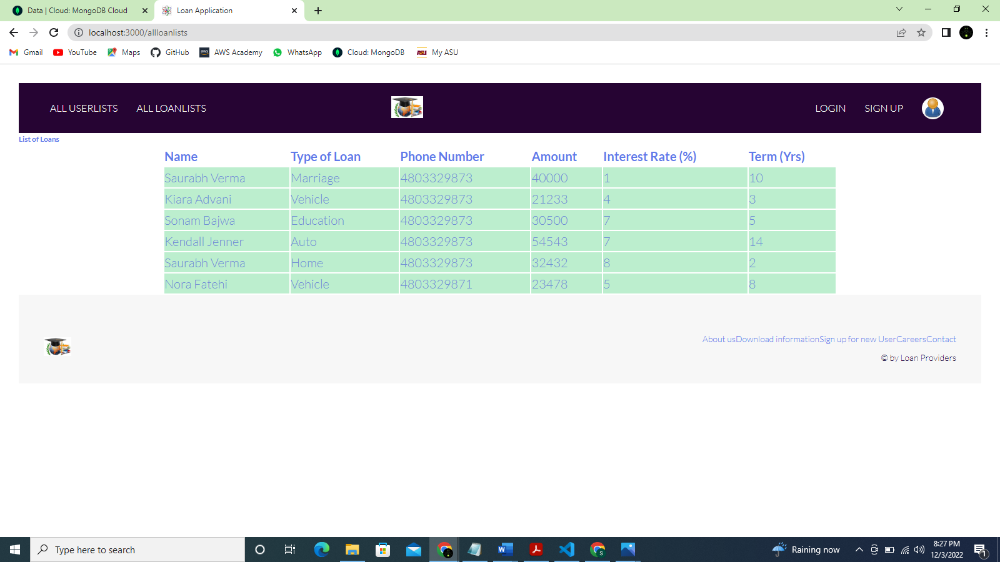 Data | Cloud: MongoDB Cloud
Loan Application
localhost:3000/allloanlists
Gmail YouTube Maps GitHub AWS Academy WhatsApp Cloud: MongoDB My ASU
ALL USERLISTS ALL LOANLISTS LOGIN SIGN UP
List of Loans
Name Type of Loan Phone Number Amount Interest Rate (%) Term (Yrs)
Saurabh Verma Marriage 4803329873 40000 1 10
Kiara Advani Vehicle 4803329873 21233 4 3
Sonam Bajwa Education 4803329873 30500 7 5
Kendall Jenner Auto 4803329873 54543 7 14
Saurabh Verma Home 4803329873 32432 8 2
Nora Fatehi Vehicle 4803329871 23478 5 8
About usDownload informationSign up for new UserCareersContact
© by Loan Providers
Type here to search
Raining now
8:27 PM
12/3/2022
1